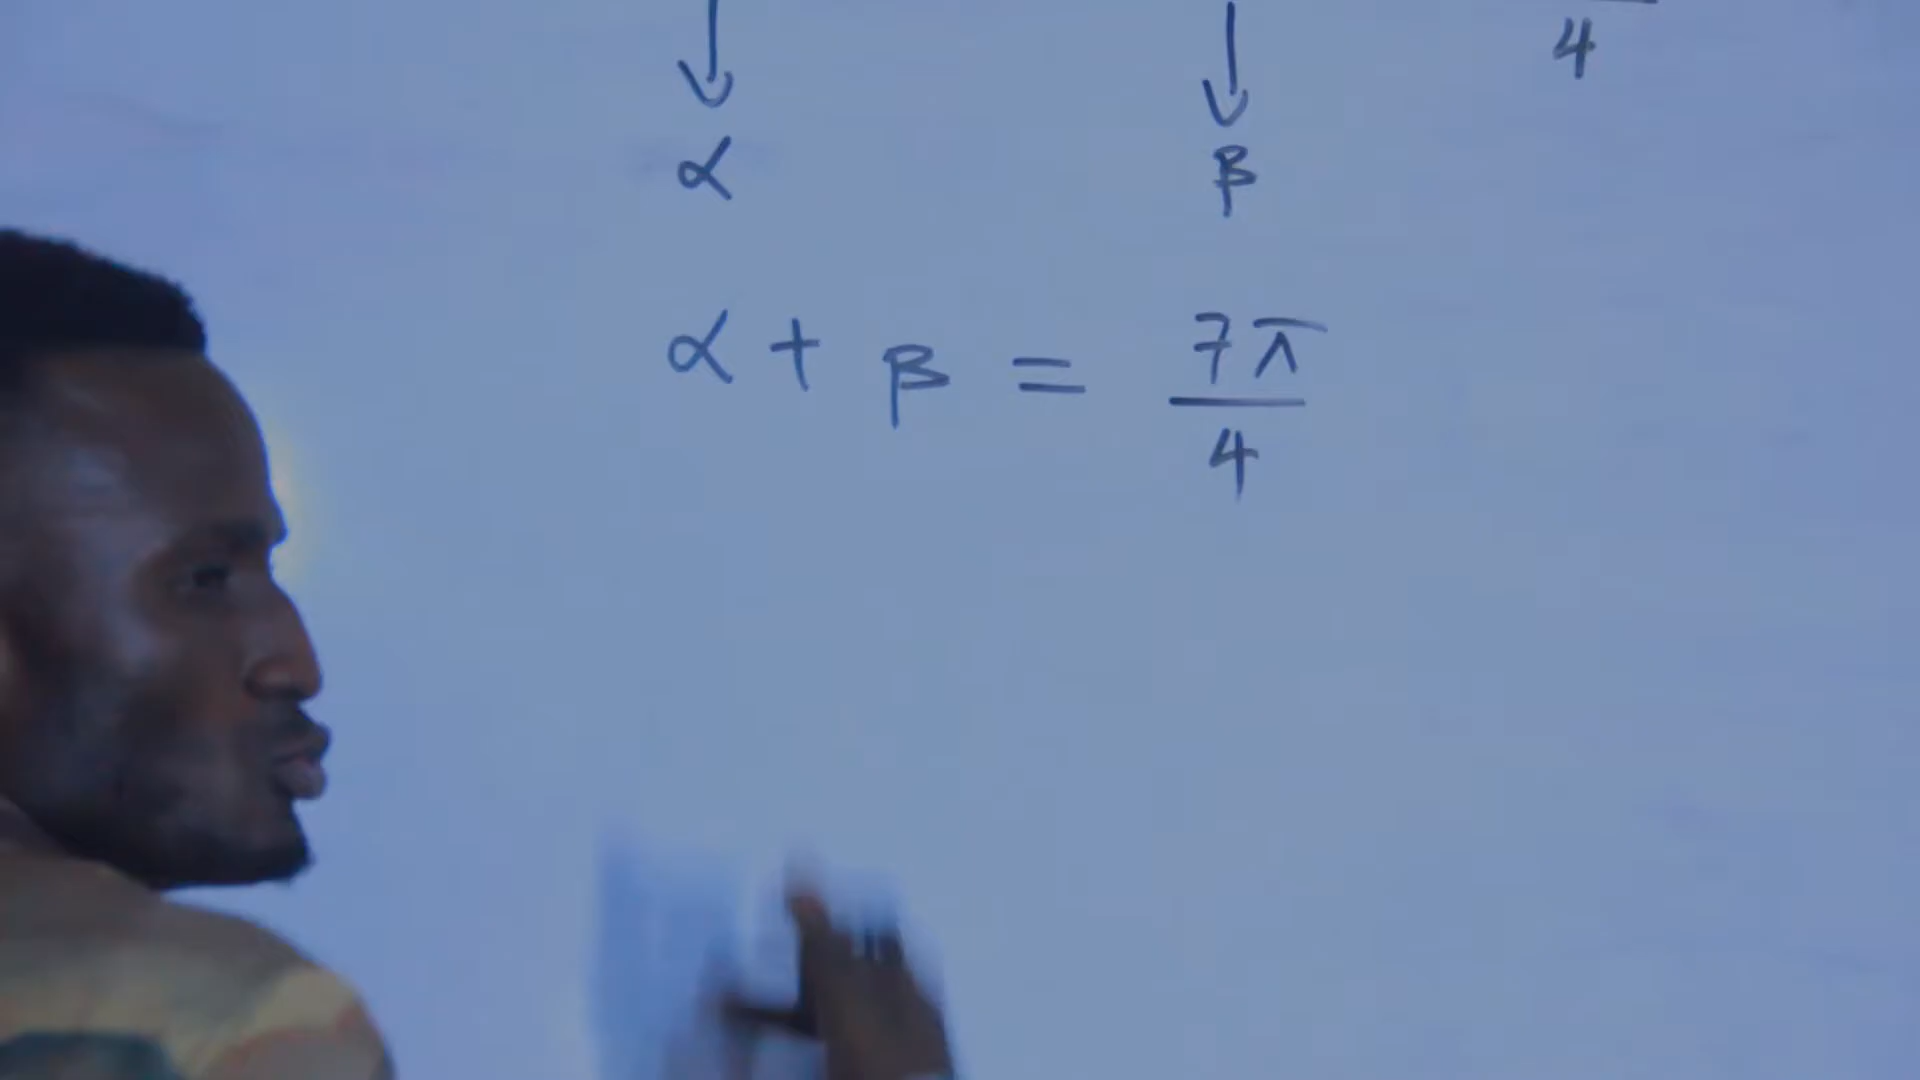 4
↓ ↓
α β
α + β = 7π/4